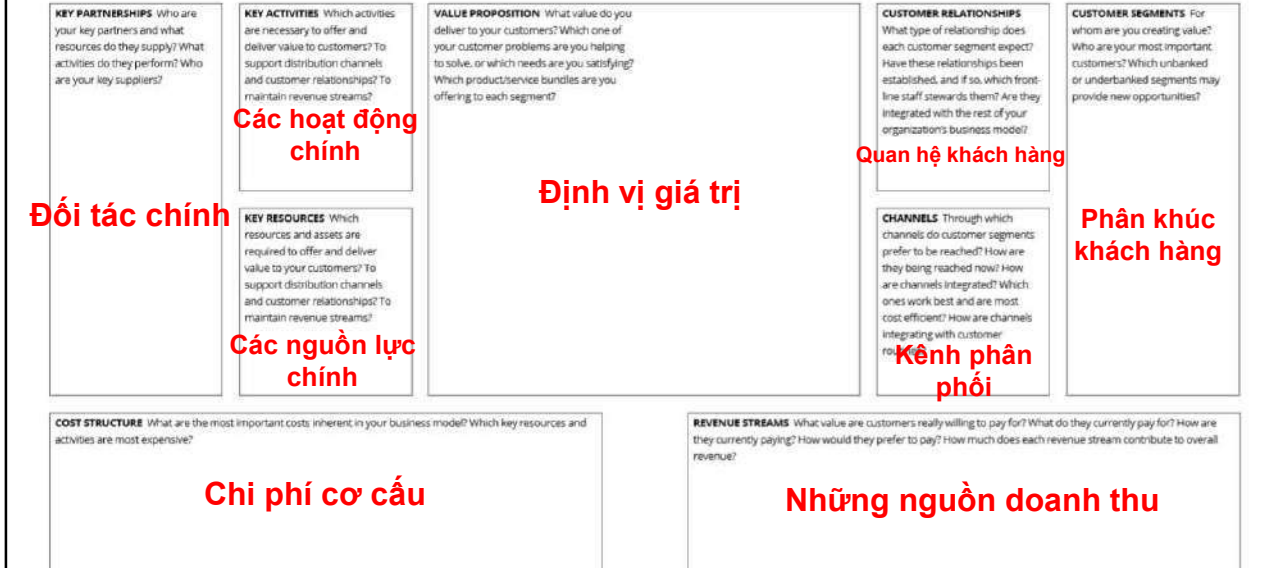 KEY PARTNERSHIPS Who are
your key partners and what
resources do they supply? What
activities do they perform? Who
are your key suppliers?
Đối tác chính
KEY ACTIVITIES Which activities
are necessary to offer and
deliver value to customers? To
support distribution channels
and customer relationships? To
maintain revenue streams?
Các hoạt động
chính
KEY RESOURCES Which
resources and assets are
required to offer and deliver
value to your customers? To
support distribution channels
and customer relationships? To
maintain revenue streams?
Các nguồn lực
chính
VALUE PROPOSITION What value do you
deliver to your customers? Which one of
your customer problems are you helping
to solve, or which needs are you satisfying?
Which product/service bundles are you
offering to each segment?
Định vị giá trị
CUSTOMER RELATIONSHIPS
What type of relationship does
each customer segment expect?
Have these relationships been
established, and if so, which front-
line staff stewards them? Are they
integrated with the rest of your
organization's business model?
Quan hệ khách hàng
CHANNELS Through which
channels do customer segments
prefer to be reached? How are
they being reached now? How
are channels integrated? Which
ones work best and are most
cost efficient? How are channels
integrating with customer
Kênh phân
phối
CUSTOMER SEGMENTS For
whom are you creating value?
Who are your most important
customers? Which unbanked
or underbanked segments may
provide new opportunities?
Phân khúc
khách hàng
COST STRUCTURE What are the most important costs inherent in your business model? Which key resources and
activities are most expensive?
Chi phí cơ cấu
REVENUE STREAMS What value are customers really willing to pay for? What do they currently pay for? How are
they currently paying? How would they prefer to pay? How much does each revenue stream contribute to overall
revenue?
Những nguồn doanh thu